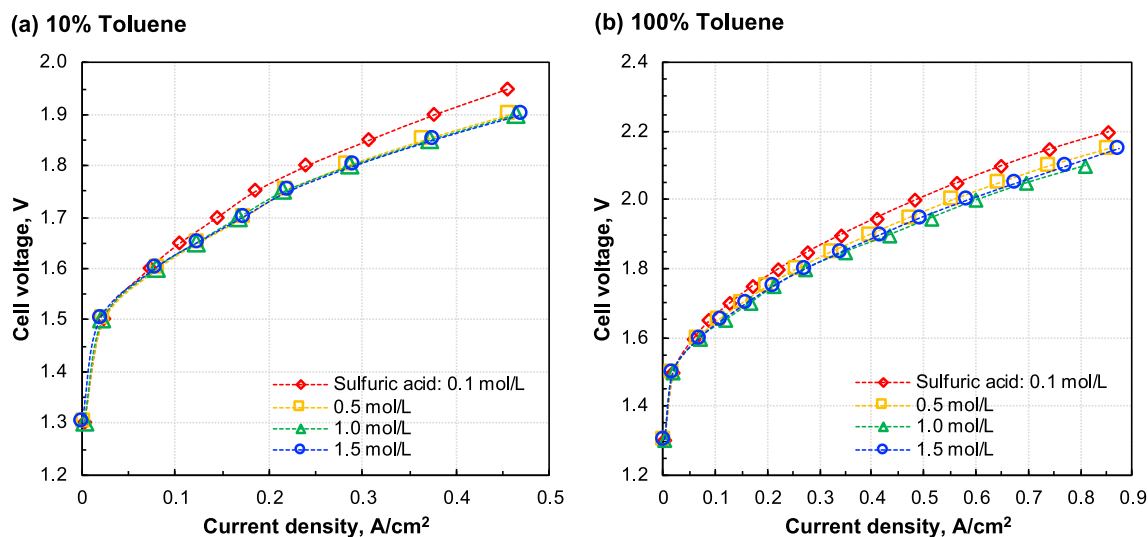 (a) 10% Toluene
2.0
1.9
1.8
1.7
1.6
1.5
1.4
1.3
1.2
Cell voltage, V
0
0.1
0.2
0.3
0.4
0.5
Current density, A/cm²
Sulfuric acid: 0.1 mol/L
0.5 mol/L
1.0 mol/L
1.5 mol/L
(b) 100% Toluene
2.4
2.2
2.0
1.8
1.6
1.4
1.2
Cell voltage, V
0
0.1
0.2
0.3
0.4
0.5
0.6
0.7
0.8
0.9
Current density, A/cm²
Sulfuric acid: 0.1 mol/L
0.5 mol/L
1.0 mol/L
1.5 mol/L